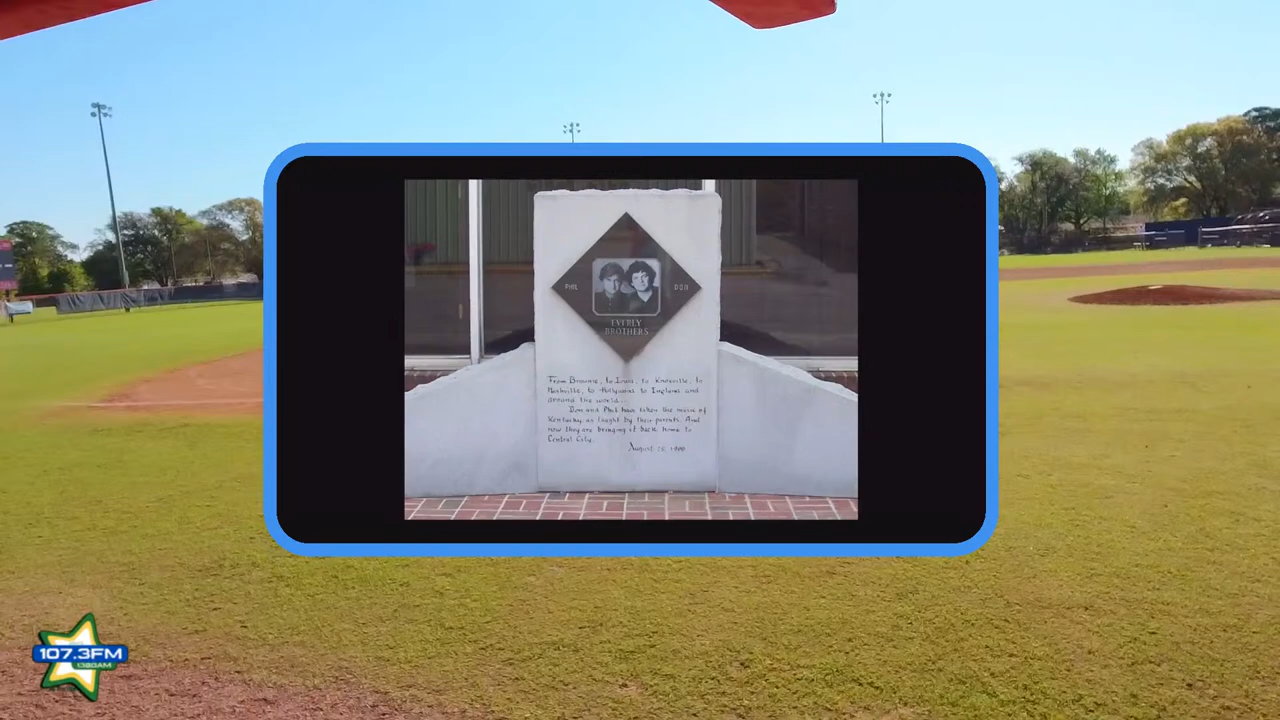 PHIL
DON
EVERLY
BROTHERS
From Brownie, to Iowa, to Knoxville, to
Nashville, to Hollywood to England and
around the world...
Don and Phil have taken the music of
Kentucky, as taught by their parents. And
now they are bringing it back home to
Central City.
August
107.3FM
1380AM